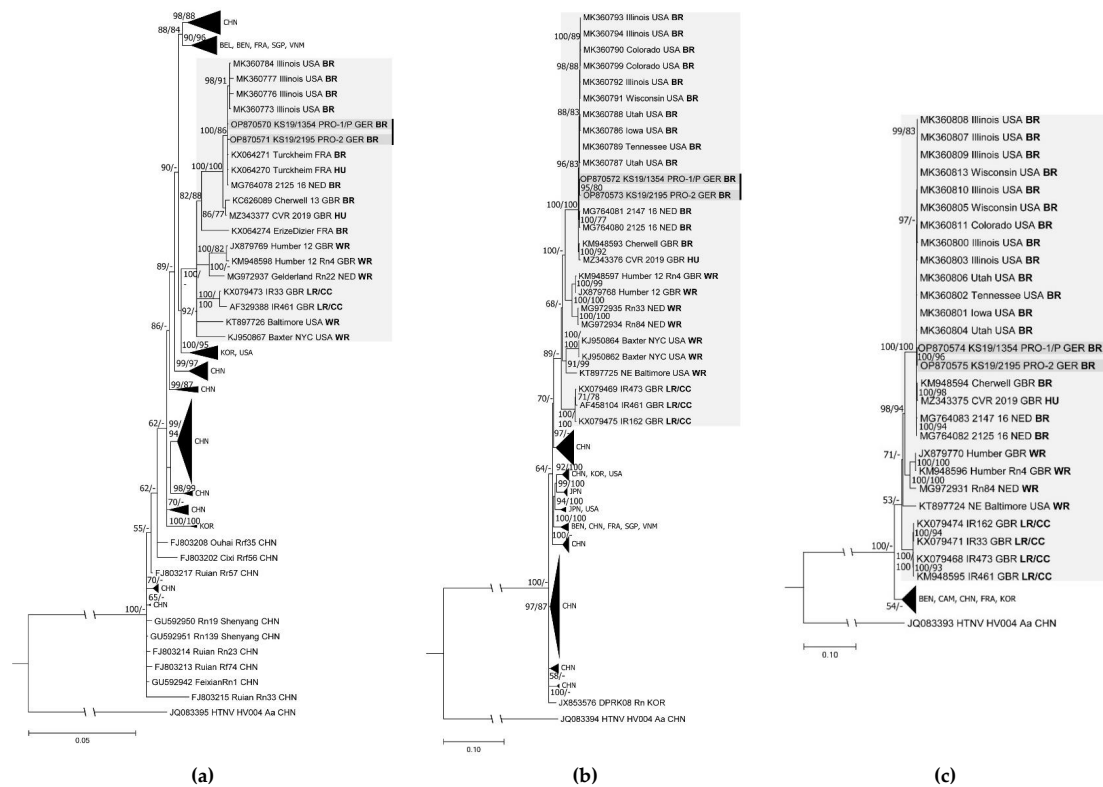 98/88
CHN
88/84
90/96
BEL, BEN, FRA, SGP, VNM
MK360784 Illinois USA BR
98/91
MK360777 Illinois USA BR
MK360776 Illinois USA BR
MK360773 Illinois USA BR
OP870570 KS19/1354 PRO-1/P GER BR
100/86
OP870571 KS19/2195 PRO-2 GER BR
KX064271 Turckheim FRA BR
90/-
100/100
KX064270 Turckheim FRA HU
MG764078 2125 16 NED BR
82/88
KC626089 Cherwell 13 GBR BR
86/77
MZ343377 CVR 2019 GBR HU
KX064274 ErizeDizier FRA BR
JX879769 Humber 12 GBR WR
100/82
KM948598 Humber 12 Rn4 GBR WR
89/-
100/-
100/
-
MG972937 Gelderland Rn22 NED WR
KX079473 IR33 GBR LR/CC
100/
100
AF329388 IR461 GBR LR/CC
92/-
KT897726 Baltimore USA WR
86/-
KJ950867 Baxter NYC USA WR
100/95
KOR, USA
99/97
CHN
99/87
CHN
62/-
99/
94
CHN
98/99
CHN
62/-
70/-
CHN
100/100
KOR
55/-
FJ803208 Ouhai Rrf35 CHN
FJ803202 Cixi Rrf56 CHN
FJ803217 Ruian Rr57 CHN
70/-
CHN
65/-
CHN
100/-
GU592950 Rn19 Shenyang CHN
GU592951 Rn139 Shenyang CHN
FJ803214 Ruian Rn23 CHN
FJ803213 Ruian Rf74 CHN
GU592942 FeixianRn1 CHN
FJ803215 Ruian Rn33 CHN
JQ083395 HTNV HV004 Aa CHN
0.05
(a)
MK360793 Illinois USA BR
100/89
MK360794 Illinois USA BR
MK360790 Colorado USA BR
98/88
MK360799 Colorado USA BR
MK360792 Illinois USA BR
MK360791 Wisconsin USA BR
88/83
MK360788 Utah USA BR
MK360786 Iowa USA BR
MK360789 Tennessee USA BR
96/83
MK360787 Utah USA BR
OP870572 KS19/1354 PRO-1/P GER BR
95/80
OP870573 KS19/2195 PRO-2 GER BR
100/100
MG764081 2147 16 NED BR
100/77
MG764080 2125 16 NED BR
KM948593 Cherwell GBR BR
100/-
100/92
MZ343376 CVR 2019 GBR HU
KM948597 Humber 12 Rn4 GBR WR
100/99
JX879768 Humber 12 GBR WR
100/100
68/-
MG972935 Rn33 NED WR
100/100
MG972934 Rn84 NED WR
KJ950864 Baxter NYC USA WR
100/
100
89/-
KJ950862 Baxter NYC USA WR
91/99
KT897725 NE Baltimore USA WR
KX079469 IR473 GBR LR/CC
71/78
70/-
AF458104 IR461 GBR LR/CC
100/
100
KX079475 IR162 GBR LR/CC
97/-
CHN
64/-
92/100
CHN, KOR, USA
99/100
JPN
94/100
JPN, USA
100/100
BEN, CHN, FRA, SGP, VNM
100/-
CHN
100/-
97/87
CHN
CHN
58/-
CHN
100/-
JX853576 DPRK08 Rn KOR
JQ083394 HTNV HV004 Aa CHN
0.10
(b)
MK360808 Illinois USA BR
99/83
MK360807 Illinois USA BR
MK360809 Illinois USA BR
MK360813 Wisconsin USA BR
MK360810 Illinois USA BR
MK360805 Wisconsin USA BR
97/-
MK360811 Colorado USA BR
MK360800 Illinois USA BR
MK360803 Illinois USA BR
MK360806 Utah USA BR
MK360802 Tennessee USA BR
MK360801 Iowa USA BR
MK360804 Utah USA BR
100/100
OP870574 KS19/1354 PRO-1/P GER BR
100/96
OP870575 KS19/2195 PRO-2 GER BR
KM948594 Cherwell GBR BR
100/98
MZ343375 CVR 2019 GBR HU
98/94
MG764083 2147 16 NED BR
100/94
MG764082 2125 16 NED BR
71/-
JX879770 Humber GBR WR
100/100
KM948596 Humber Rn4 GBR WR
100/100
MG972931 Rn84 NED WR
53/-
KT897724 NE Baltimore USA WR
KX079474 IR162 GBR LR/CC
100/94
KX079471 IR33 GBR LR/CC
100/-
100/
100
KX079468 IR473 GBR LR/CC
100/93
KM948595 IR461 GBR LR/CC
BEN, CAM, CHN, FRA, KOR
54/-
JQ083393 HTNV HV004 Aa CHN
0.10
(c)